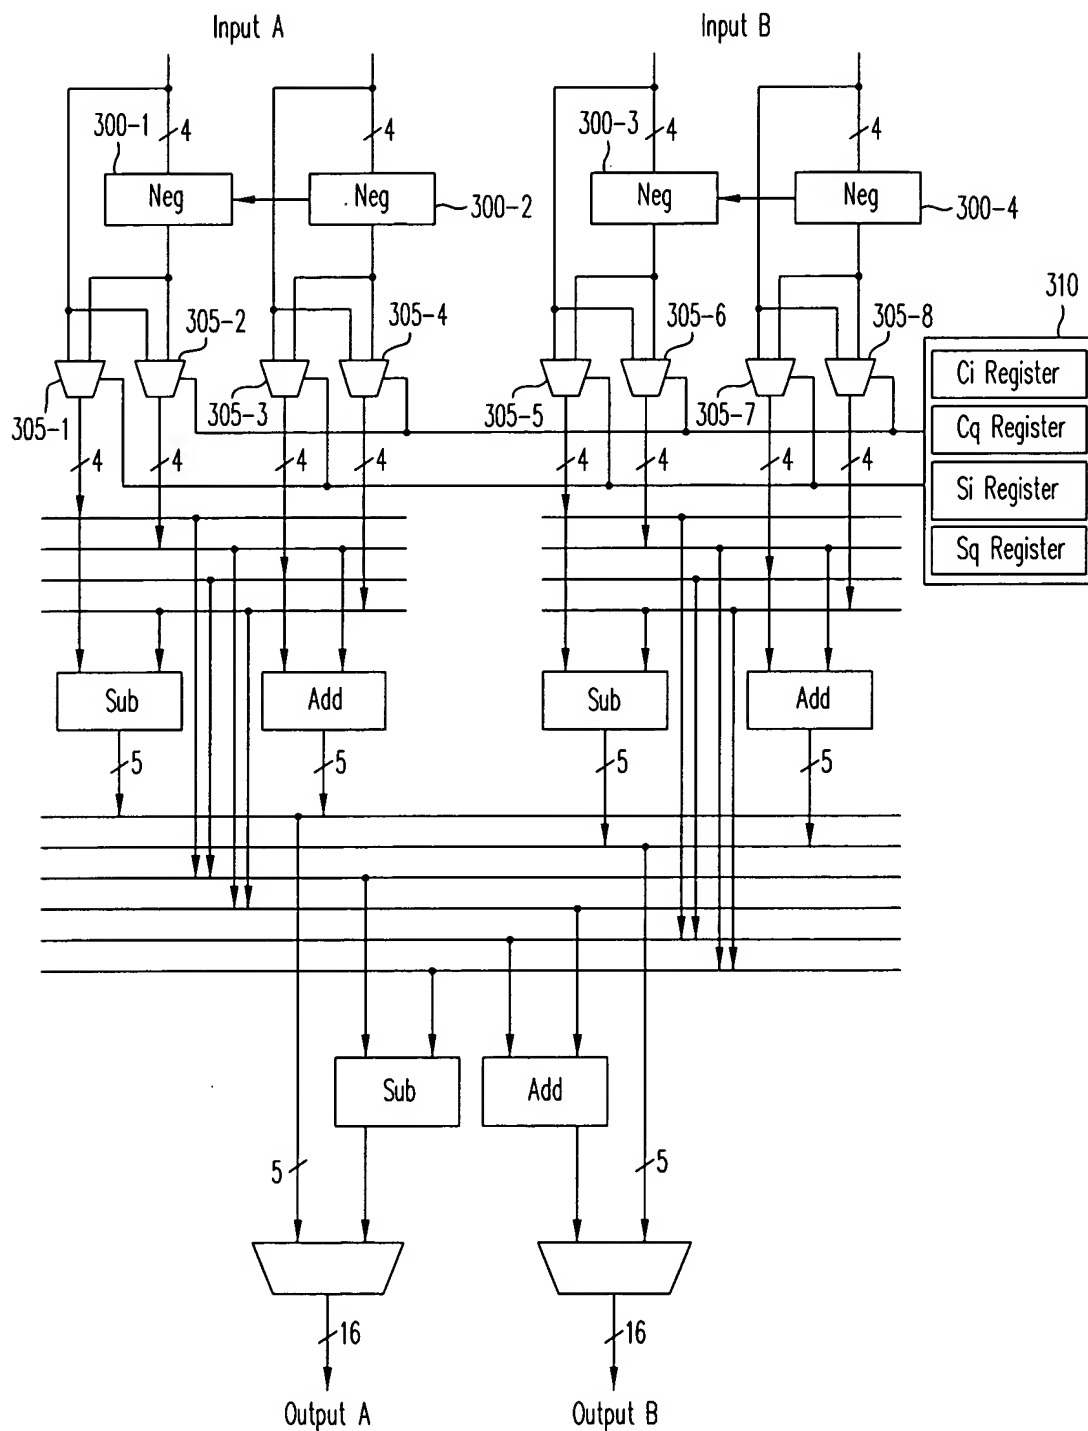 Input A
Input B
300-1
4
4
300-3
4
4
Neg
Neg
300-2
Neg
Neg
300-4
310
305-2
305-4
305-6
305-8
305-1
305-3
305-5
305-7
Ci Register
Cq Register
Si Register
Sq Register
4
4
4
4
4
4
4
4
Sub
Add
Sub
Add
5
5
5
5
Sub
Add
5
5
16
16
Output A
Output B